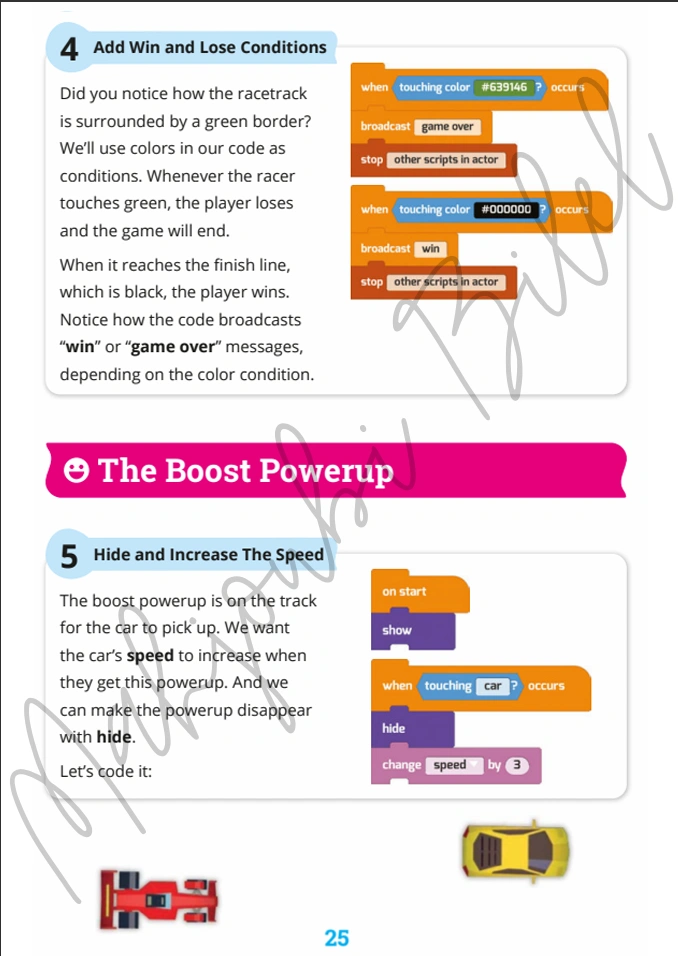 4 Add Win and Lose Conditions
Did you notice how the racetrack
is surrounded by a green border?
We'll use colors in our code as
conditions. Whenever the racer
touches green, the player loses
and the game will end.
When it reaches the finish line,
which is black, the player wins.
Notice how the code broadcasts
“win” or “game over” messages,
depending on the color condition.
when touching color #639146 ? occurs
broadcast game over
stop other scripts in actor
when touching color #000000 ? occurs
broadcast win
stop other scripts in actor
The Boost Powerup
5 Hide and Increase The Speed
The boost powerup is on the track
for the car to pick up. We want
the car's speed to increase when
they get this powerup. And we
can make the powerup disappear
with hide.
Let's code it:
on start
show
when touching car ? occurs
hide
change speed by 3
Mahjoubi Bilel
25